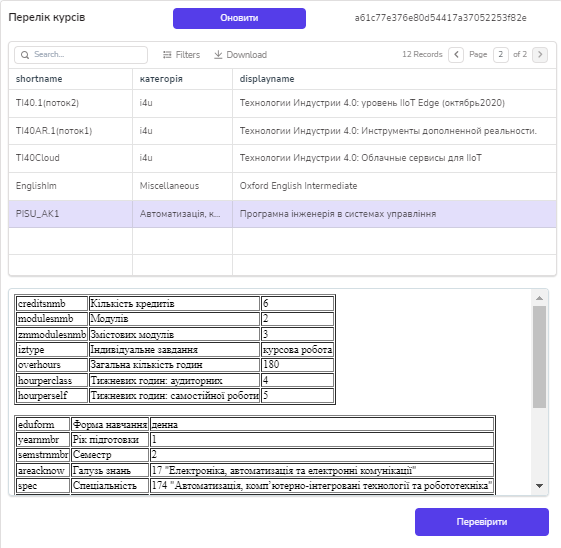 Перелік курсів Оновити a61c77e376e80d54417a37052253f82e
Search... Filters Download 12 Records Page 2 of 2
shortname категорія displayname
TI40.1(поток2) i4u Технологии Индустрии 4.0: уровень IIoT Edge (октябрь2020)
TI40AR.1(поток1) i4u Технологии Индустрии 4.0: Инструменты дополненной реальности.
TI40Cloud i4u Технологии Индустрии 4.0: Облачные сервисы для IIoT
EnglishIm Miscellaneous Oxford English Intermediate
PISU_AK1 Автоматизація, к... Програмна інженерія в системах управління
creditsnmb Кількість кредитів 6
modulesnmb Модулів 2
zmmodulesnmb Змістових модулів 3
iztype Індивідуальне завдання курсова робота
overhours Загальна кількість годин 180
hourperclass Тижневих годин: аудиторних 4
hourperself Тижневих годин: самостійної роботи 5
eduform Форма навчання денна
yearnmbr Рік підготовки 1
semstrnmbr Семестр 2
areacknow Галузь знань 17 "Електроніка, автоматизація та електронні комунікації"
spec Спеціальність 174 "Автоматизація, комп’ютерно-інтегровані технології та робототехніка"
Перевірити